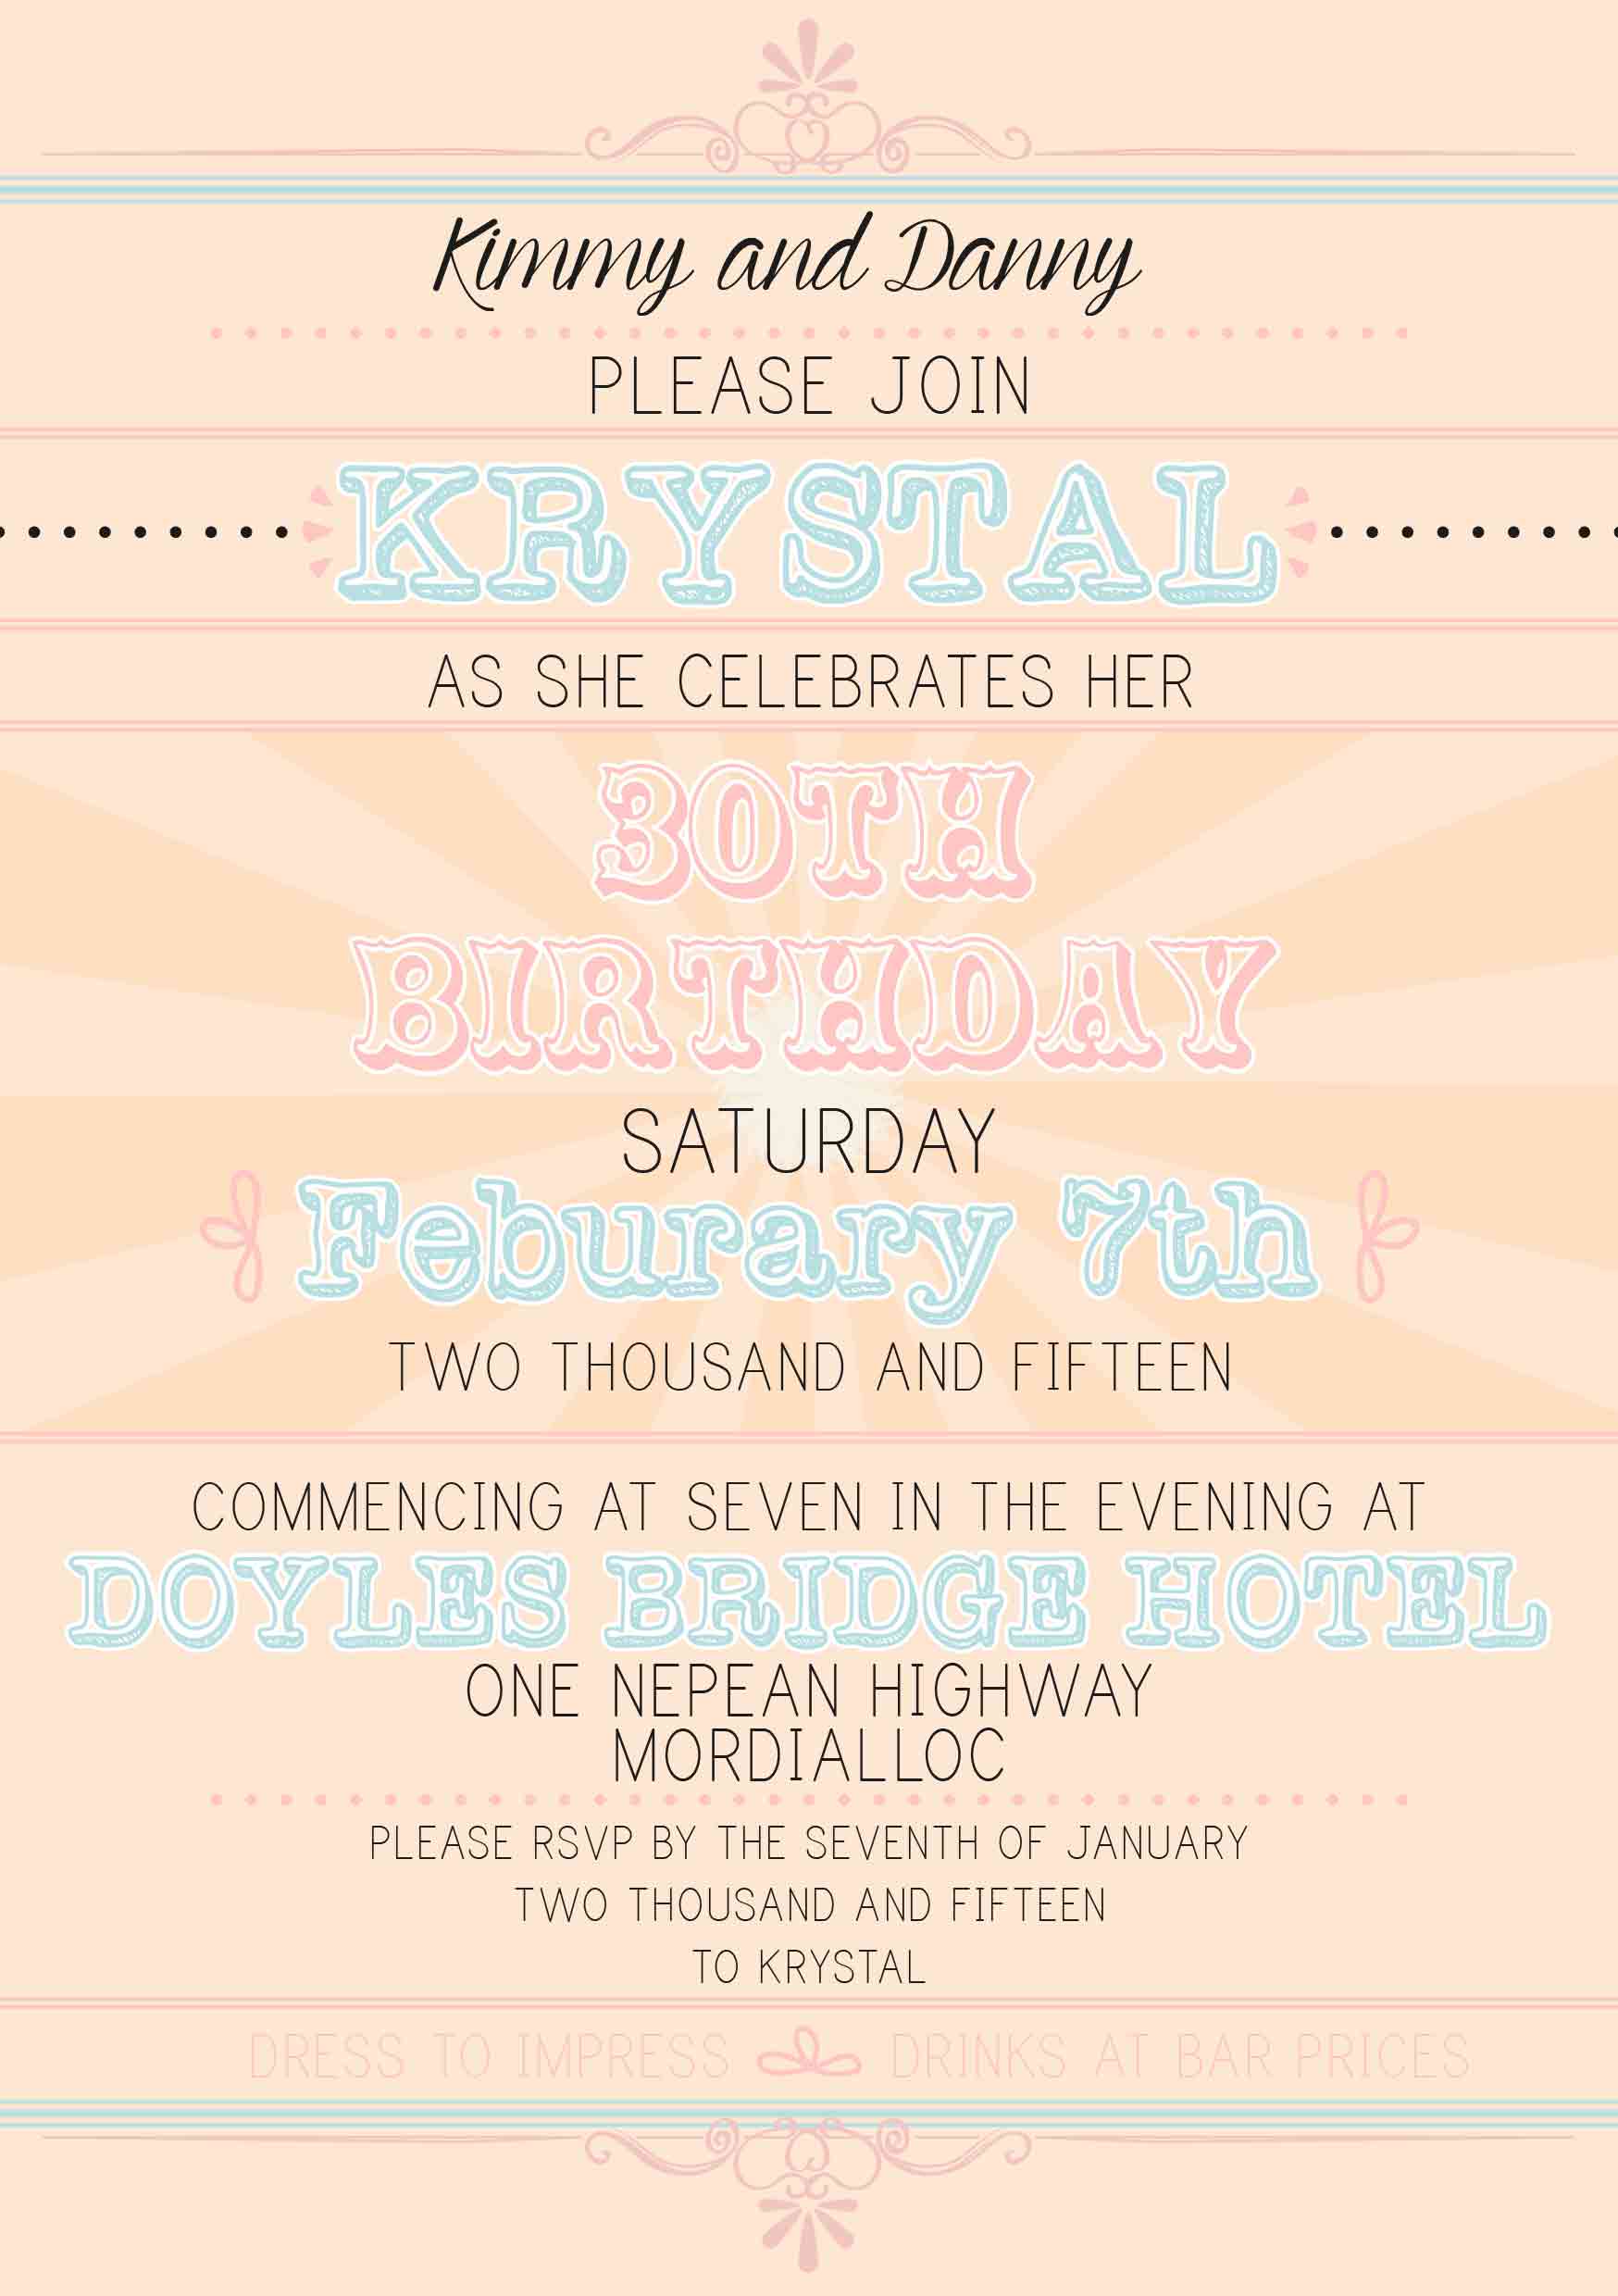 Kimmy and Danny
PLEASE JOIN
KRYSTAL
AS SHE CELEBRATES HER
30TH
BIRTHDAY
SATURDAY
Feburary 7th
TWO THOUSAND AND FIFTEEN
COMMENCING AT SEVEN IN THE EVENING AT
DOYLES BRIDGE HOTEL
ONE NEPEAN HIGHWAY
MORDIALLOC
PLEASE RSVP BY THE SEVENTH OF JANUARY
TWO THOUSAND AND FIFTEEN
TO KRYSTAL
DRESS TO IMPRESS DRINKS AT BAR PRICES